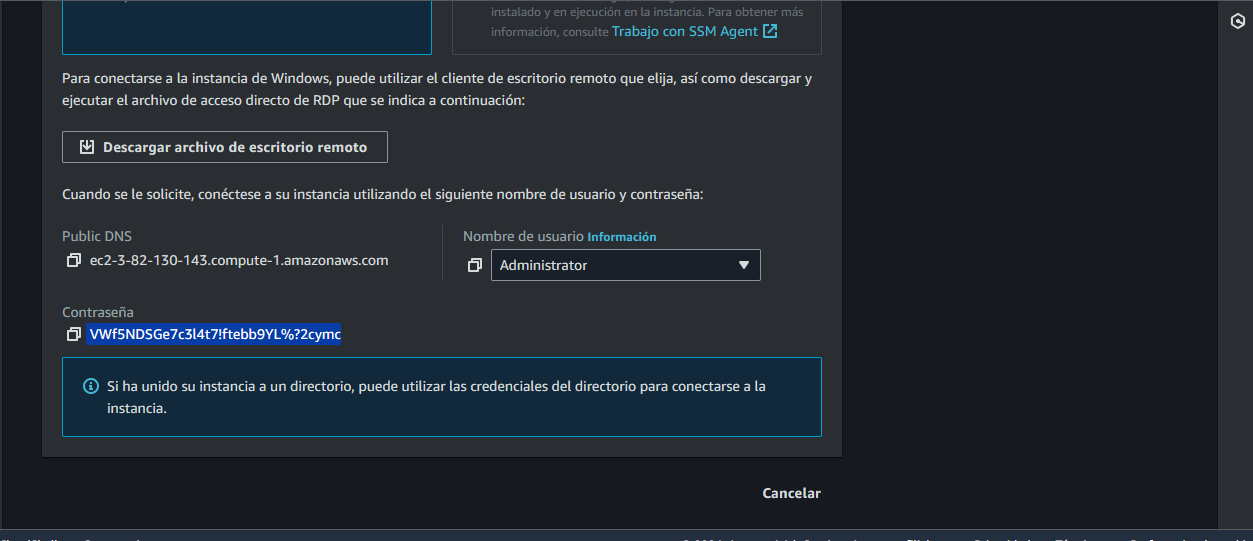 instalado y en ejecución en la instancia. Para obtener más
información, consulte Trabajo con SSM Agent
Para conectarse a la instancia de Windows, puede utilizar el cliente de escritorio remoto que elija, así como descargar y
ejecutar el archivo de acceso directo de RDP que se indica a continuación:
Descargar archivo de escritorio remoto
Cuando se le solicite, conéctese a su instancia utilizando el siguiente nombre de usuario y contraseña:
Public DNS
ec2-3-82-130-143.compute-1.amazonaws.com
Nombre de usuario Información
Administrator
Contraseña
VWf5NDSGe7c3l4t7!ftebb9YL%?2cymc
Si ha unido su instancia a un directorio, puede utilizar las credenciales del directorio para conectarse a la
instancia.
Cancelar